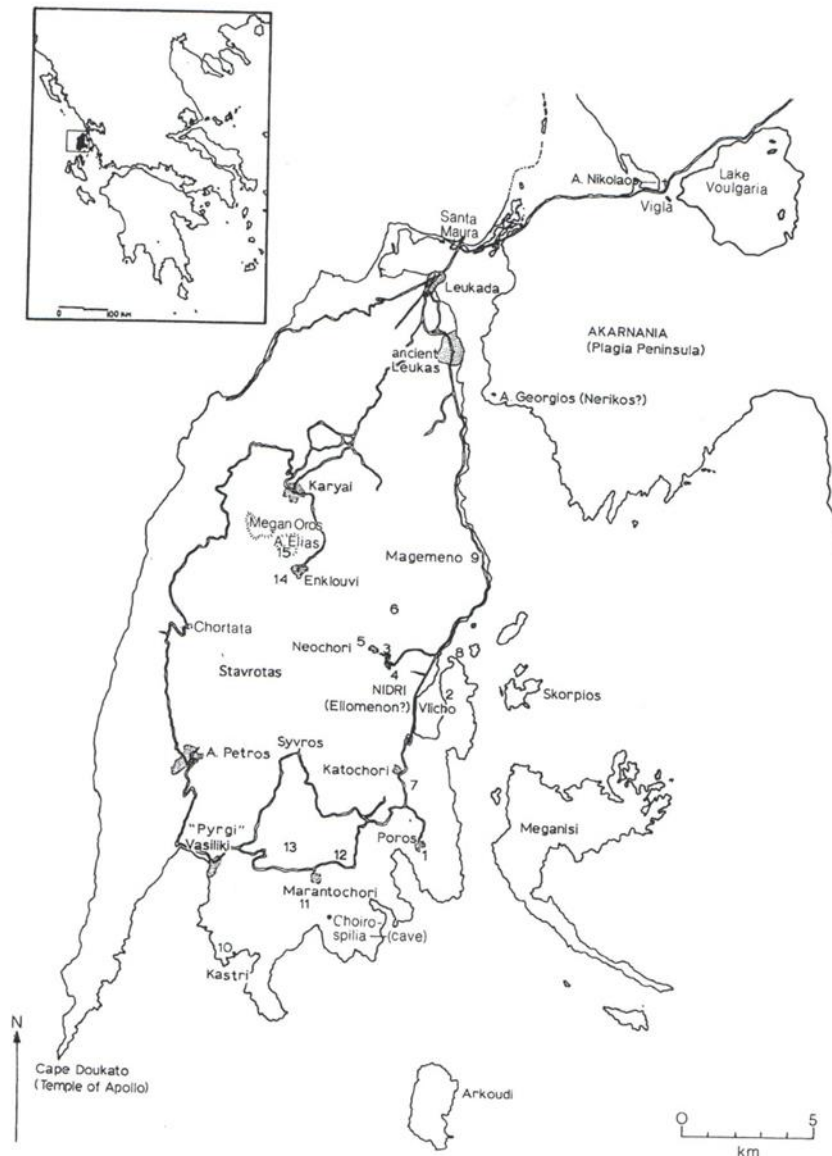 0 100 KM
A. Nikolaos
Lake
Voulgaria
Vigla
Santa
Maura
Leukada
AKARNANIA
(Plagia Peninsula)
ancient
Leukas
A. Georgios (Nerikos?)
Karyai
Megan Oros
A. Elias
15
Magemeno 9
14
Enklouvi
6
Chortata
5
3
Neochori
8
4
Stavrotas
NIDRI
2
Skorpios
(Ellomenon?)
Vlicho
Syvros
A. Petros
Katochori
7
Meganisi
"Pyrgi"
Vasiliki
13
12
Poros
1
Marantochori
11
Choiro-
spilia (cave)
10
Kastri
N
Cape Doukato
(Temple of Apollo)
Arkoudi
0 5
km